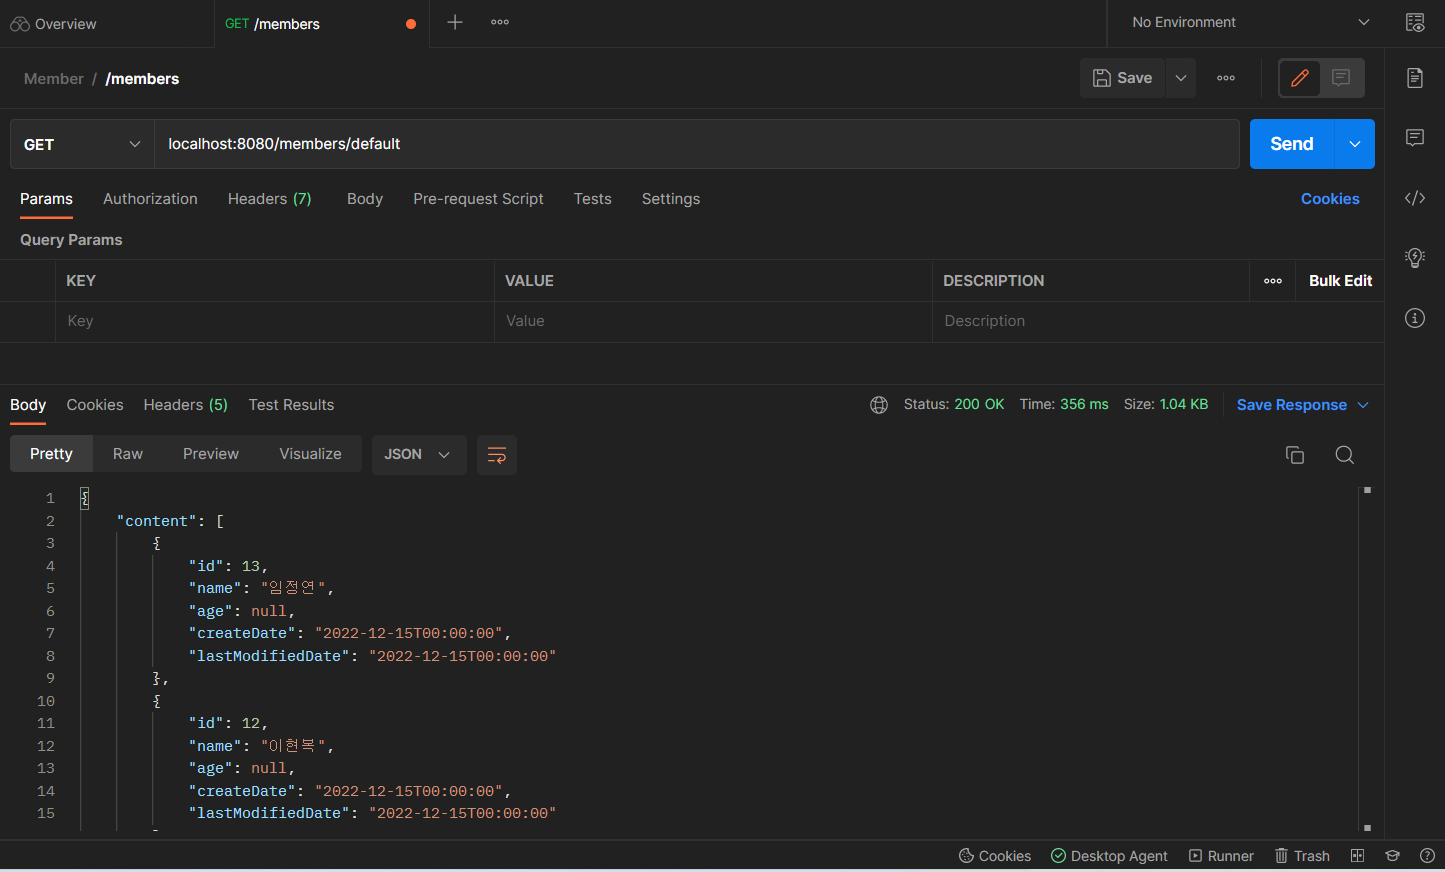 Overview GET /members No Environment
Member / /members Save
GET localhost:8080/members/default Send
Params Authorization Headers (7) Body Pre-request Script Tests Settings Cookies
Query Params
KEY VALUE DESCRIPTION Bulk Edit
Key Value Description
Body Cookies Headers (5) Test Results Status: 200 OK Time: 356 ms Size: 1.04 KB Save Response
Pretty Raw Preview Visualize JSON
1 {
2 "content": [
3 {
4 "id": 13,
5 "name": "임정연",
6 "age": null,
7 "createDate": "2022-12-15T00:00:00",
8 "lastModifiedDate": "2022-12-15T00:00:00"
9 },
10 {
11 "id": 12,
12 "name": "이현복",
13 "age": null,
14 "createDate": "2022-12-15T00:00:00",
15 "lastModifiedDate": "2022-12-15T00:00:00"
Cookies Desktop Agent Runner Trash